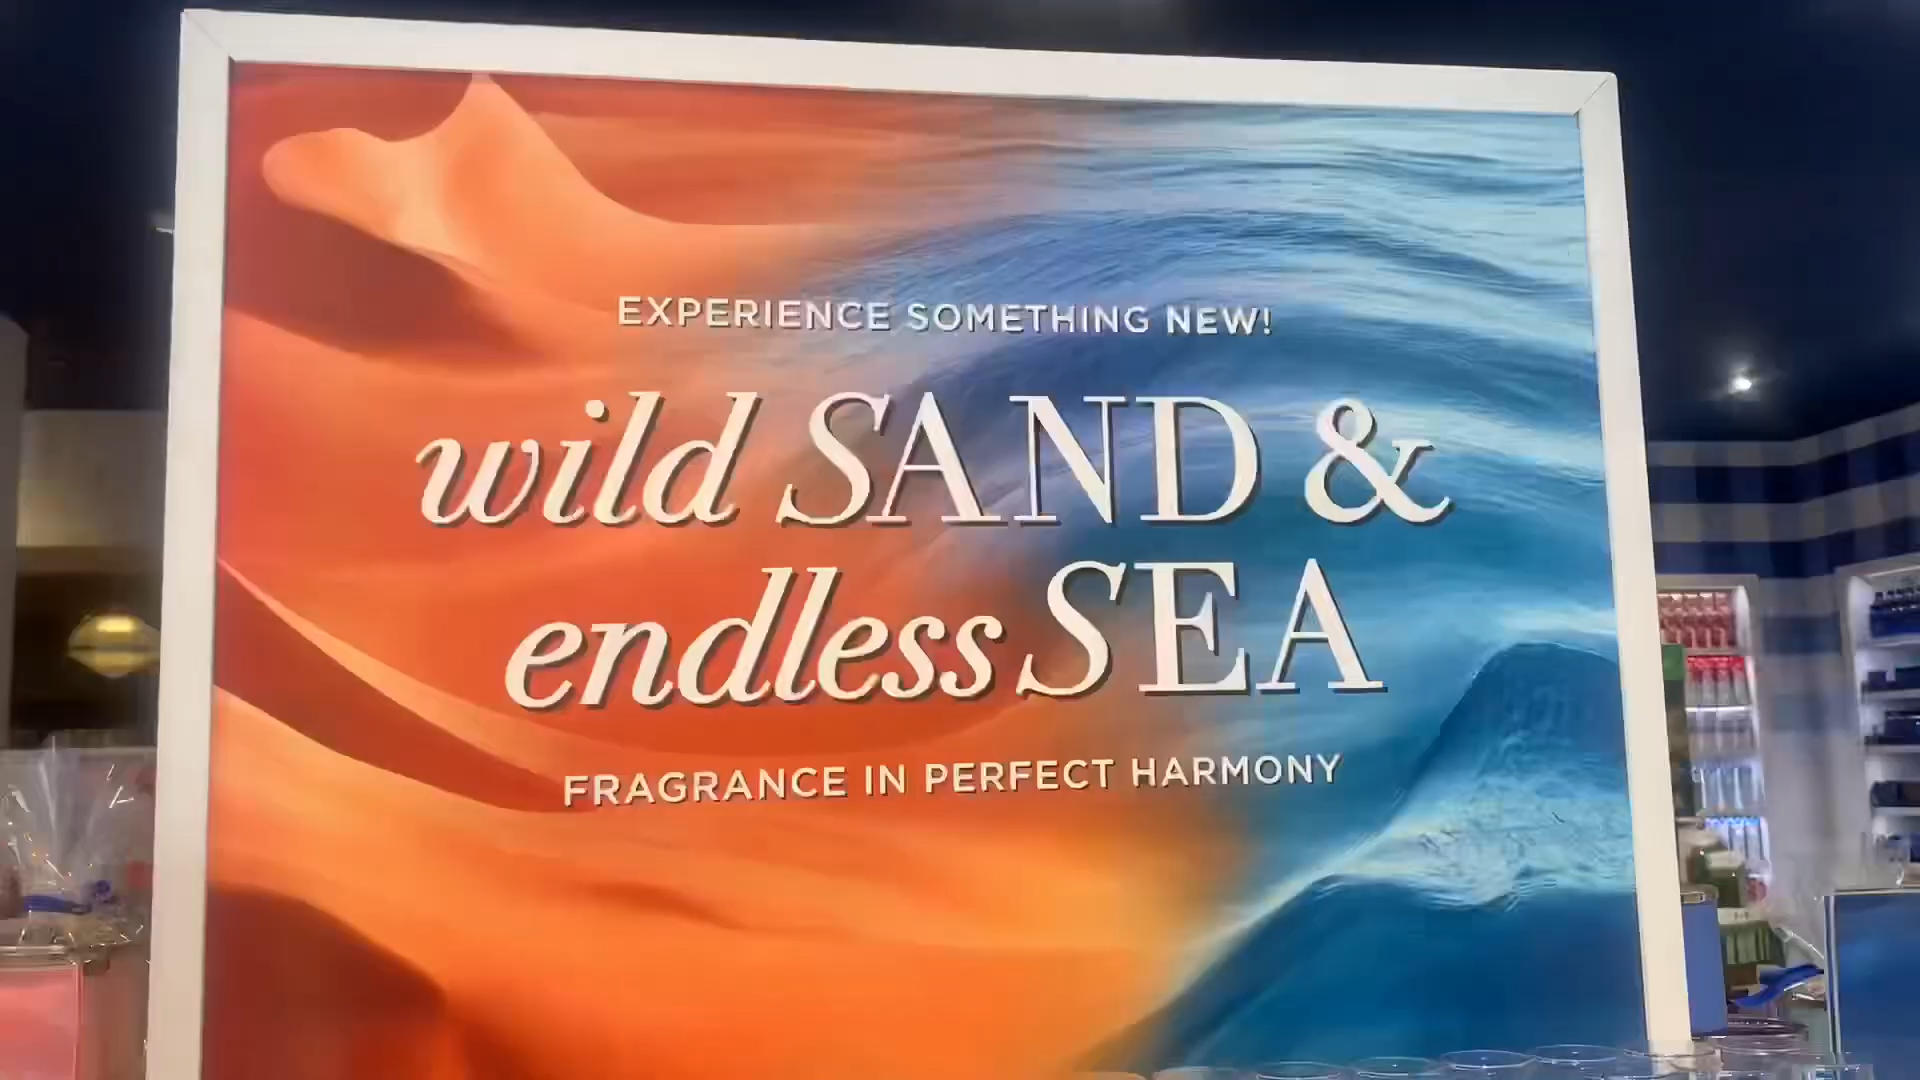 EXPERIENCE SOMETHING NEW!
wild SAND &
endless SEA
FRAGRANCE IN PERFECT HARMONY